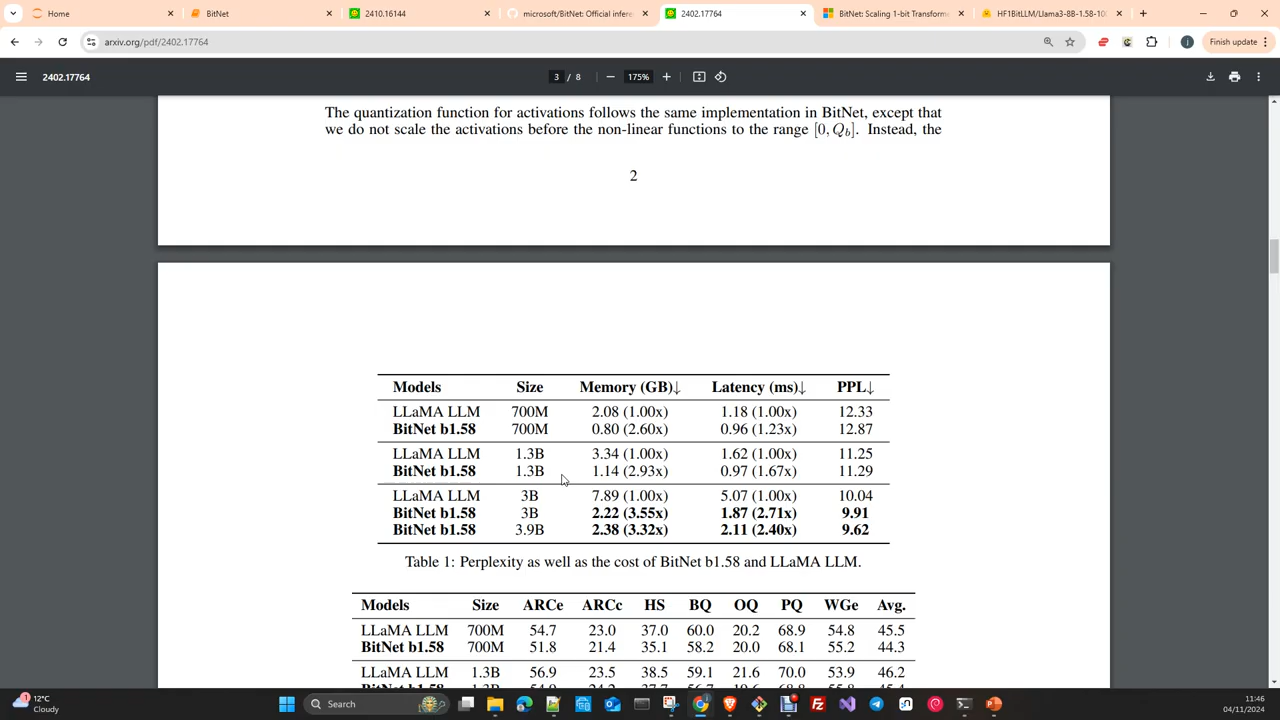 Home
BitNet
2410.16144
microsoft/BitNet: Official infere
2402.17764
BitNet: Scaling 1-bit Transform
HF1BitLLM/Llama3-8B-1.58-10
arxiv.org/pdf/2402.17764
Finish update
2402.17764
3 / 8
175%
The quantization function for activations follows the same implementation in BitNet, except that
we do not scale the activations before the non-linear functions to the range [0, Qb]. Instead, the
2
Models Size Memory (GB)↓ Latency (ms)↓ PPL↓
LLaMA LLM 700M 2.08 (1.00x) 1.18 (1.00x) 12.33
BitNet b1.58 700M 0.80 (2.60x) 0.96 (1.23x) 12.87
LLaMA LLM 1.3B 3.34 (1.00x) 1.62 (1.00x) 11.25
BitNet b1.58 1.3B 1.14 (2.93x) 0.97 (1.67x) 11.29
LLaMA LLM 3B 7.89 (1.00x) 5.07 (1.00x) 10.04
BitNet b1.58 3B 2.22 (3.55x) 1.87 (2.71x) 9.91
BitNet b1.58 3.9B 2.38 (3.32x) 2.11 (2.40x) 9.62
Table 1: Perplexity as well as the cost of BitNet b1.58 and LLaMA LLM.
Models Size ARCe ARCc HS BQ OQ PQ WGe Avg.
LLaMA LLM 700M 54.7 23.0 37.0 60.0 20.2 68.9 54.8 45.5
BitNet b1.58 700M 51.8 21.4 35.1 58.2 20.0 68.1 55.2 44.3
LLaMA LLM 1.3B 56.9 23.5 38.5 59.1 21.6 70.0 53.9 46.2
12°C
Cloudy
Search
11:46
04/11/2024